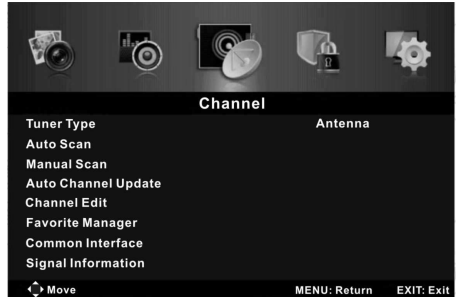 Channel
Tuner Type Antenna
Auto Scan
Manual Scan
Auto Channel Update
Channel Edit
Favorite Manager
Common Interface
Signal Information
Move MENU: Return EXIT: Exit